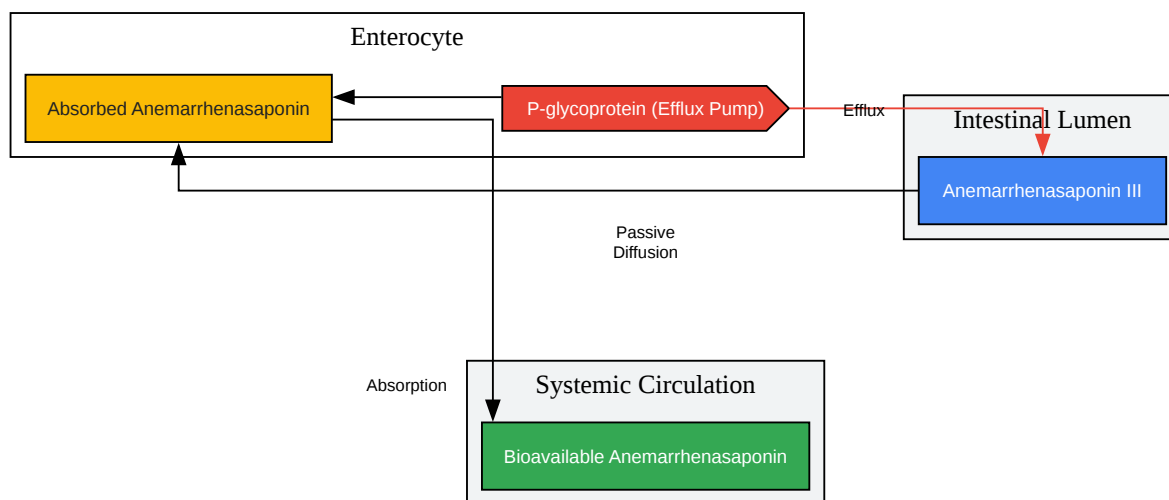 Enterocyte
Absorbed Anemarrhenasaponin
P-glycoprotein (Efflux Pump)
Efflux
Intestinal Lumen
Anemarrhenasaponin III
Passive
Diffusion
Absorption
Systemic Circulation
Bioavailable Anemarrhenasaponin